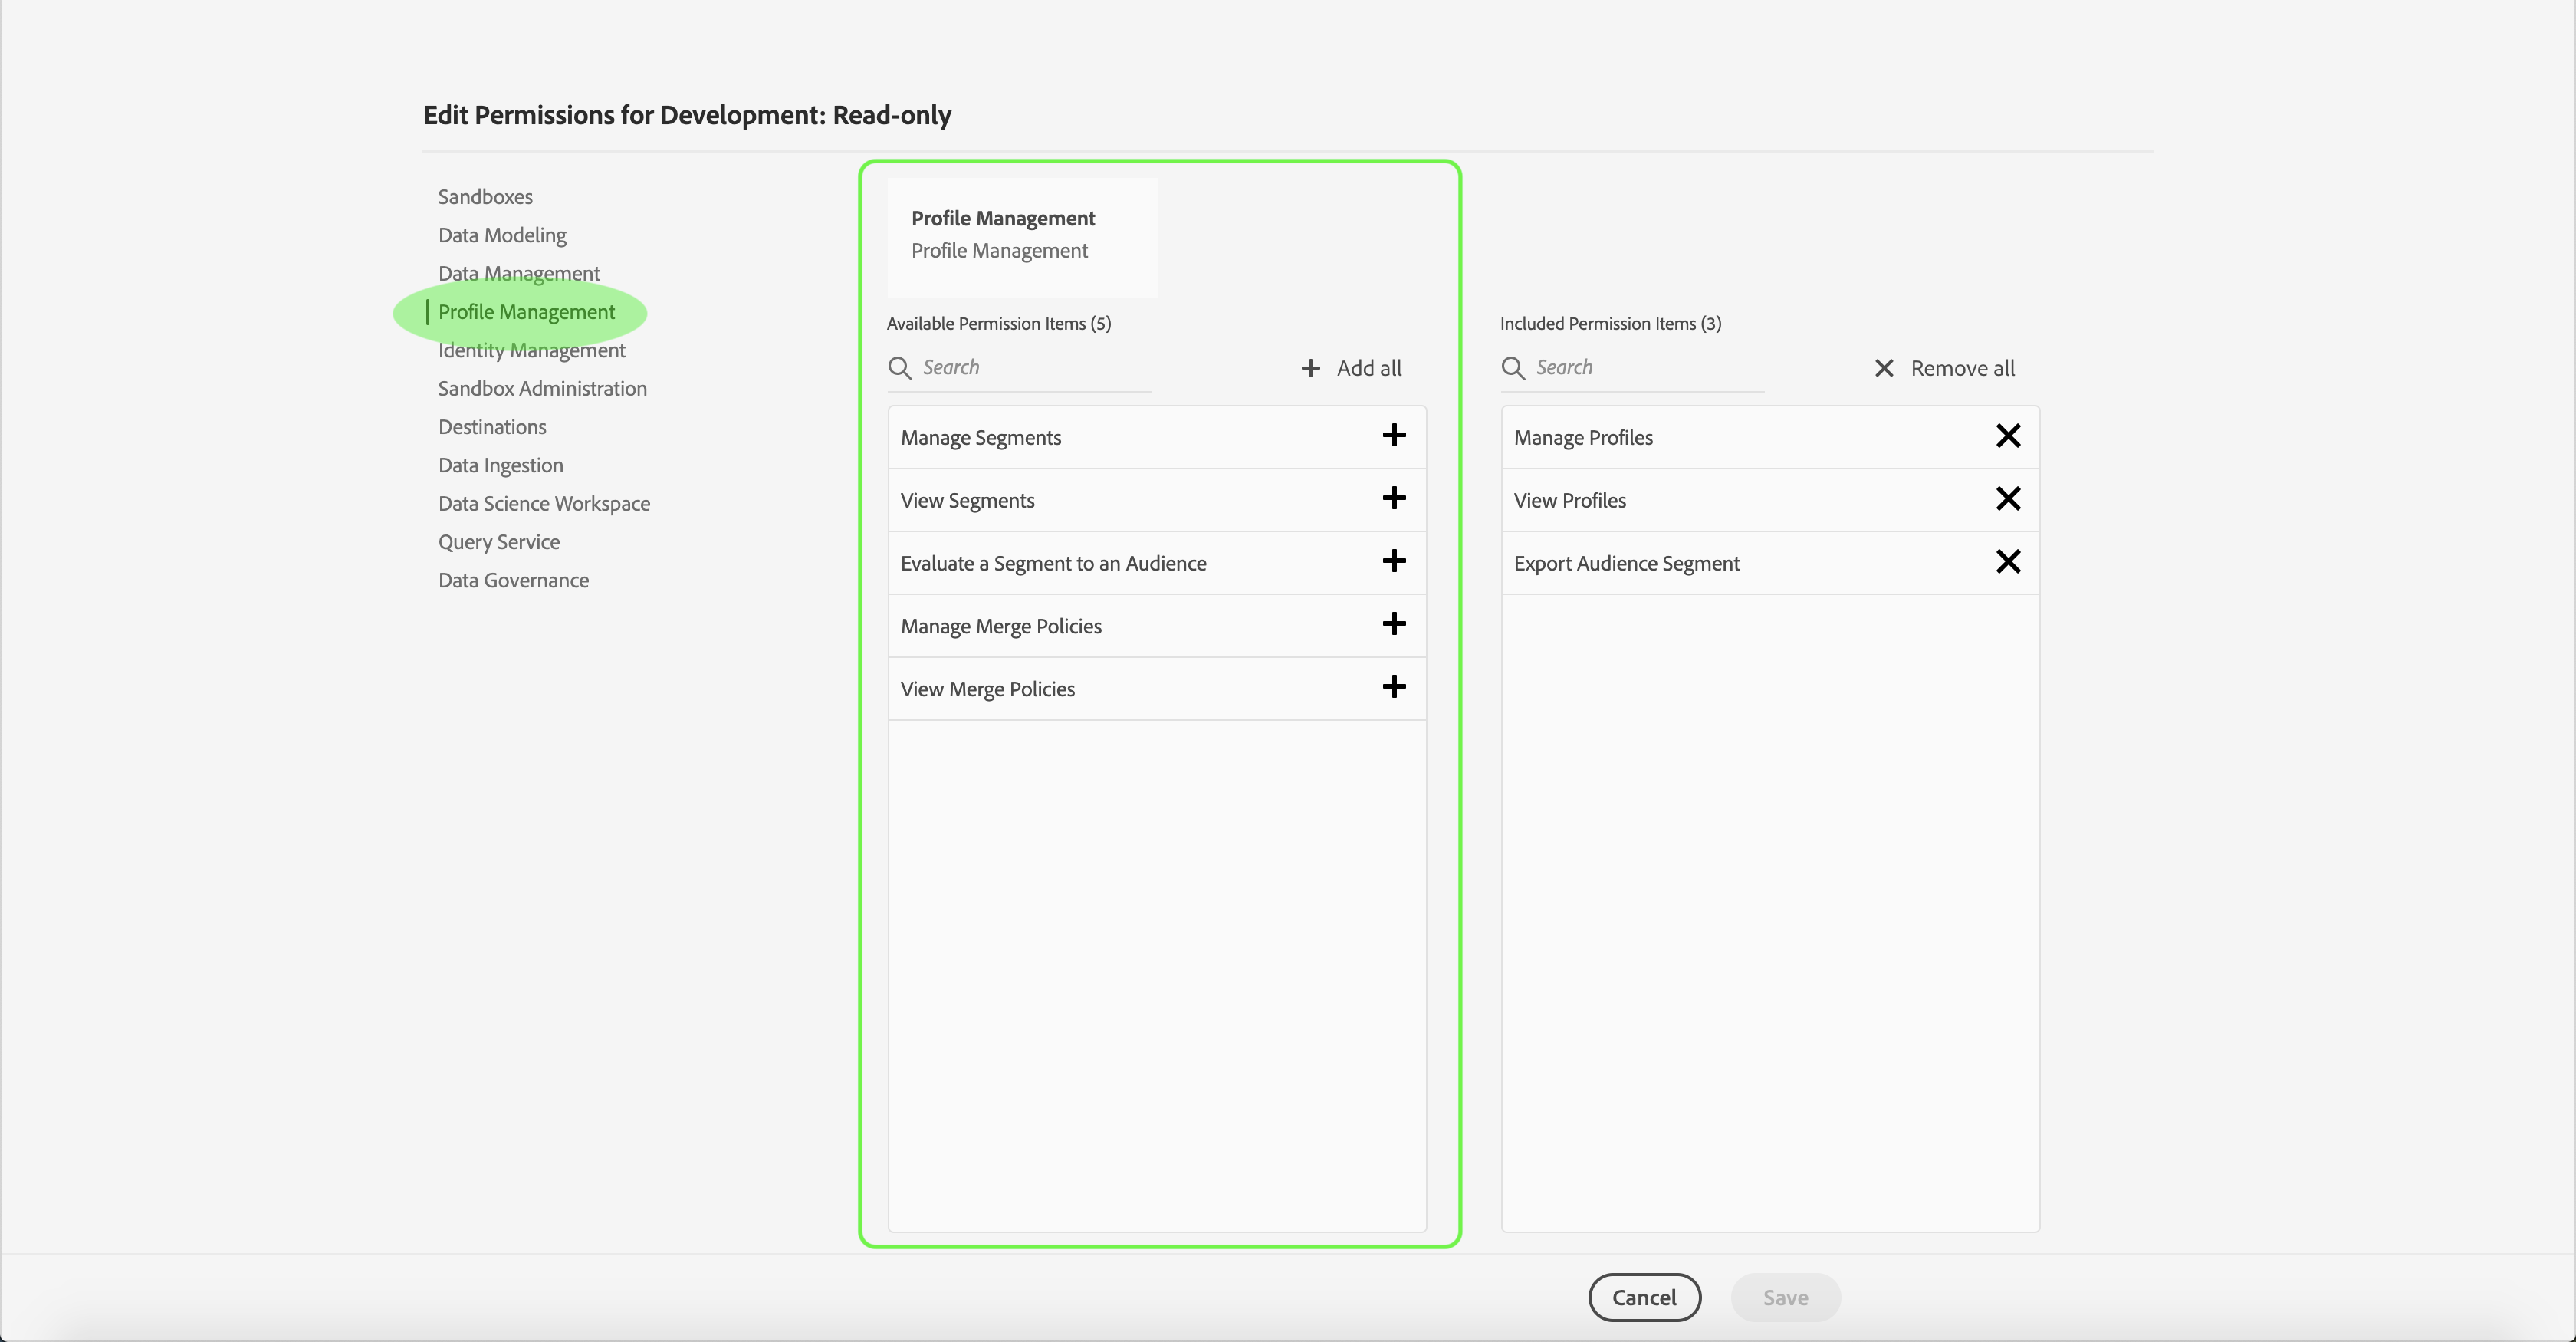 Edit Permissions for Development: Read-only
Sandboxes
Data Modeling
Data Management
Profile Management
Identity Management
Sandbox Administration
Destinations
Data Ingestion
Data Science Workspace
Query Service
Data Governance
Profile Management
Profile Management
Available Permission Items (5)
Search
Add all
Manage Segments
View Segments
Evaluate a Segment to an Audience
Manage Merge Policies
View Merge Policies
Included Permission Items (3)
Search
Remove all
Manage Profiles
View Profiles
Export Audience Segment
Cancel
Save